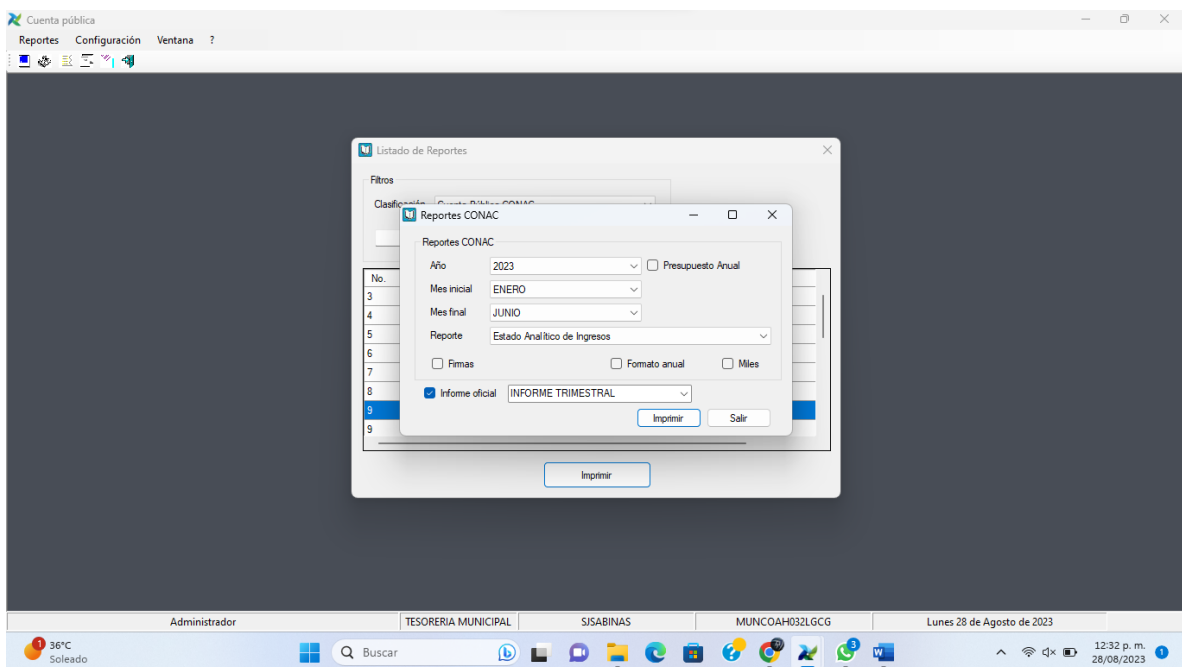 Cuenta pública
Reportes Configuración Ventana ?
Listado de Reportes
Filtros
Reportes CONAC
Reportes CONAC
Año 2023 Presupuesto Anual
No.
Mes inicial ENERO
3
Mes final JUNIO
4
Reporte Estado Analítico de Ingresos
5
6
Firmas Formato anual Miles
7
8
Informe oficial INFORME TRIMESTRAL
9
Imprimir Salir
9
Imprimir
Administrador TESORERIA MUNICIPAL SJSABINAS MUNCOAH032LGCG Lunes 28 de Agosto de 2023
1 36°C
Soleado
Buscar
3
12:32 p. m.
28/08/2023
1